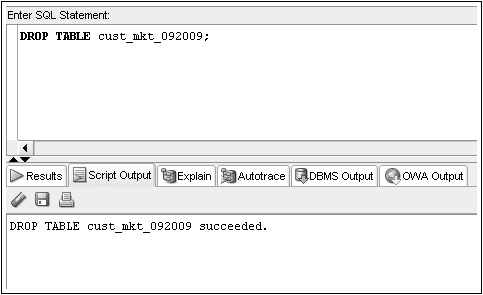 Enter SQL Statement:
DROP TABLE cust_mkt_092009;
Results Script Output Explain Autotrace DBMS Output OWA Output
DROP TABLE cust_mkt_092009 succeeded.